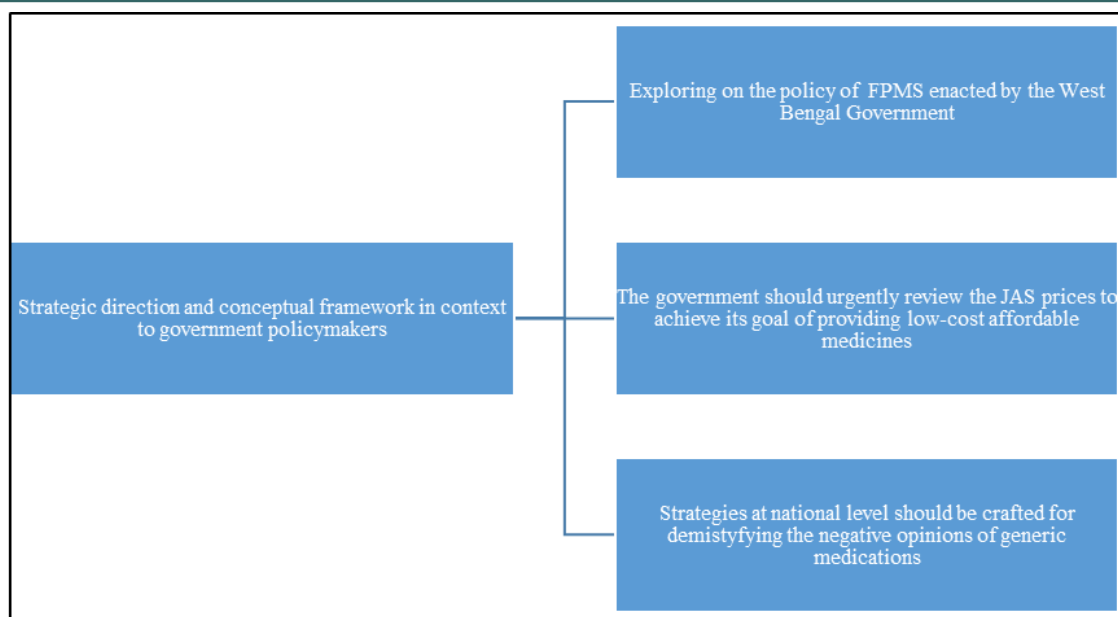 Exploring on the policy of FPMS enacted by the West
Bengal Government
Strategic direction and conceptual framework in context
to government policymakers
The government should urgently review the JAS prices to
achieve its goal of providing low-cost affordable
medicines
Strategies at national level should be crafted for
demistyfying the negative opinions of generic
medications